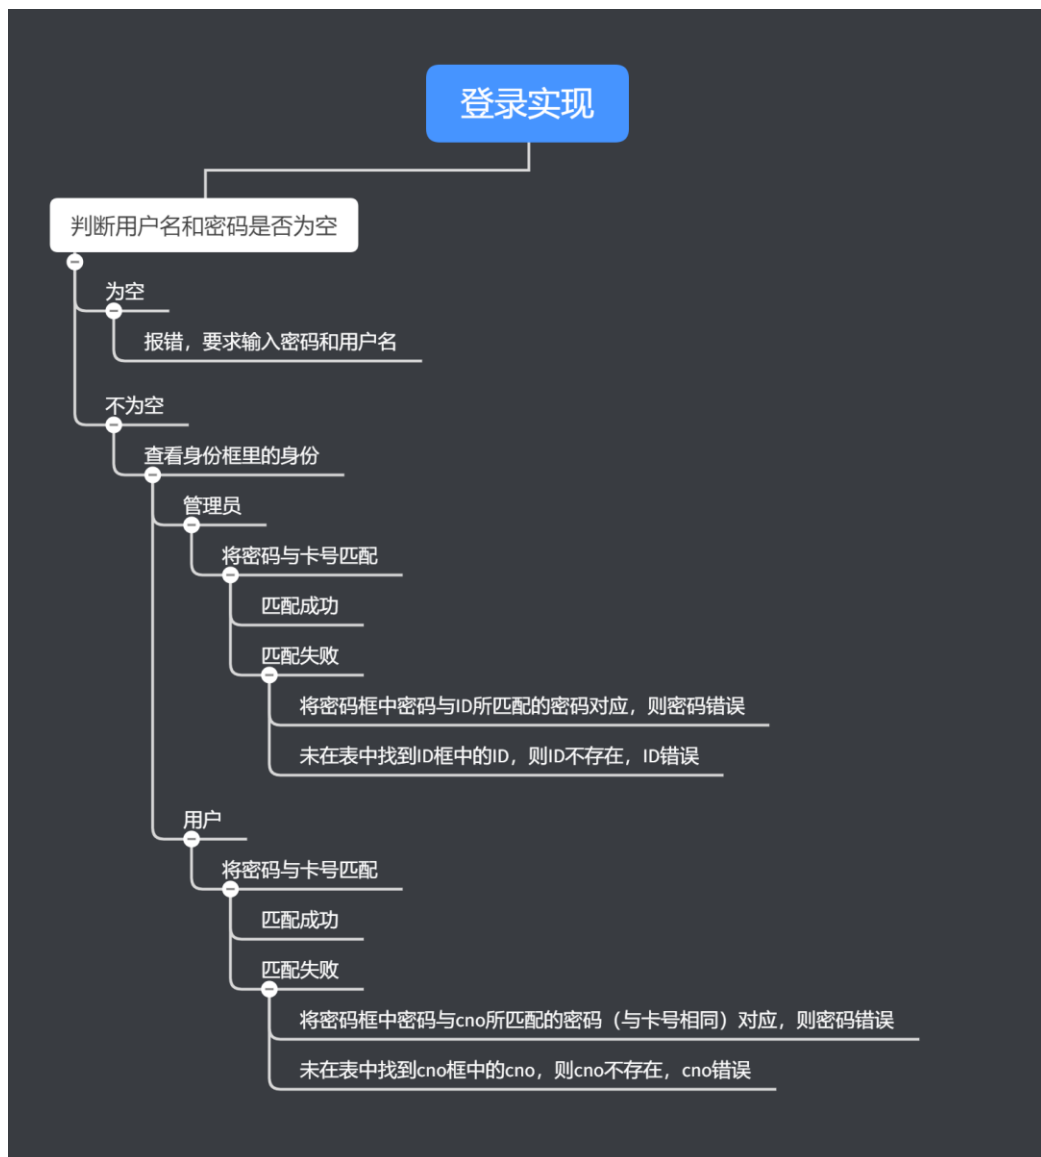 登录实现
判断用户名和密码是否为空
为空
报错，要求输入密码和用户名
不为空
查看身份框里的身份
管理员
将密码与卡号匹配
匹配成功
匹配失败
将密码框中密码与ID所匹配的密码对应，则密码错误
未在表中找到ID框中的ID，则ID不存在，ID错误
用户
将密码与卡号匹配
匹配成功
匹配失败
将密码框中密码与cno所匹配的密码（与卡号相同）对应，则密码错误
未在表中找到cno框中的cno，则cno不存在，cno错误